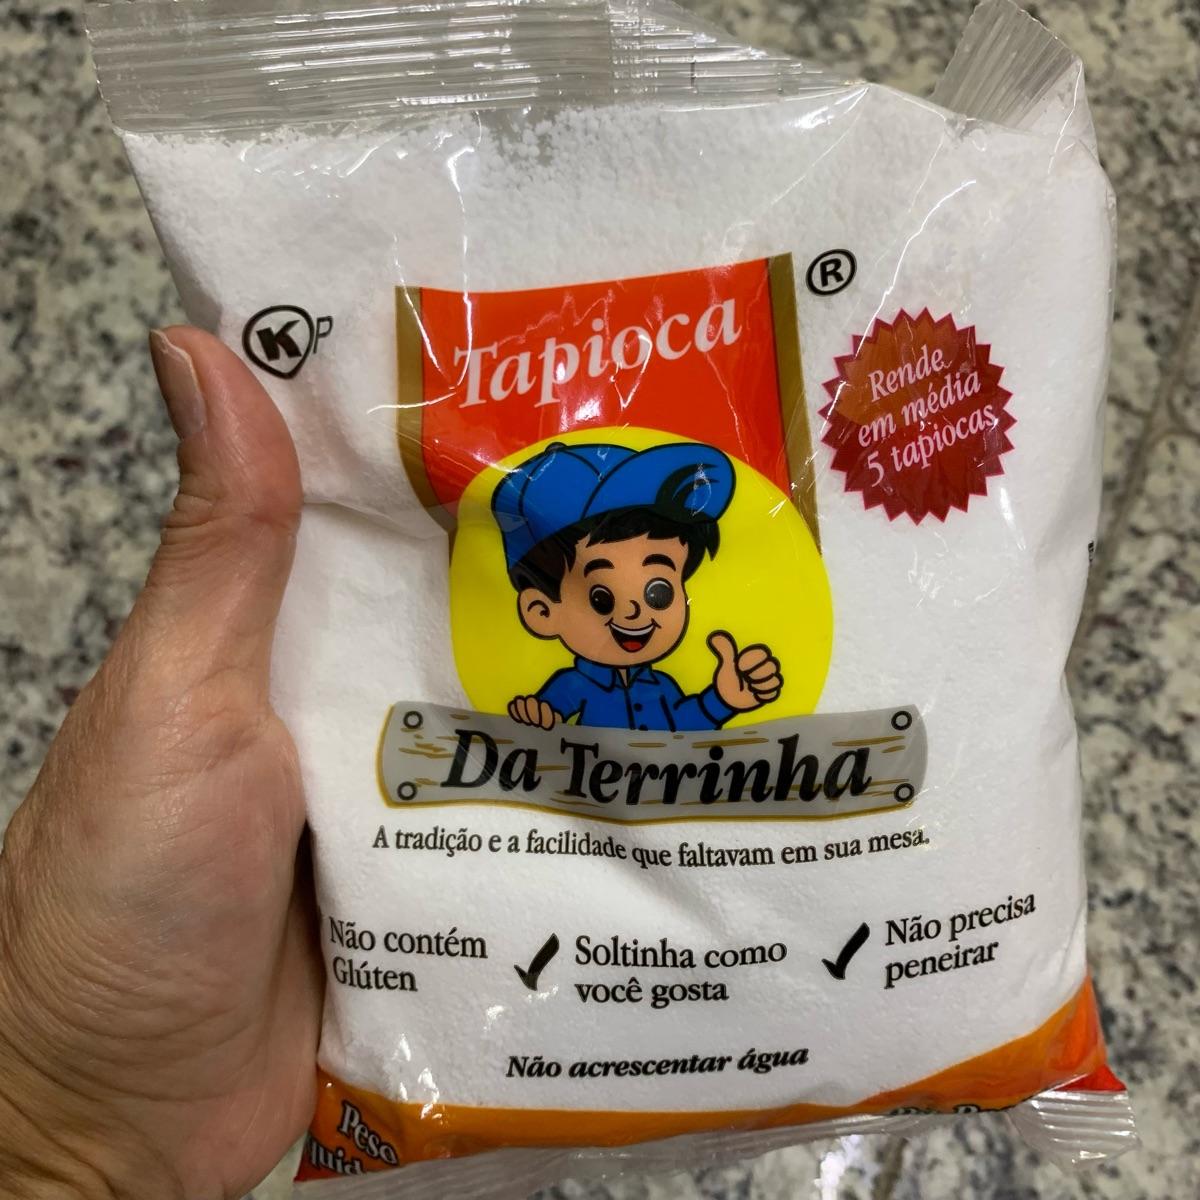 Tapioca
®
K P
Rende
em média
5 tapiocas
Da Terrinha
A tradição e a facilidade que faltavam em sua mesa.
Não contém
Glúten
Soltinha como
você gosta
Não precisa
peneirar
Não acrescentar água
Peso